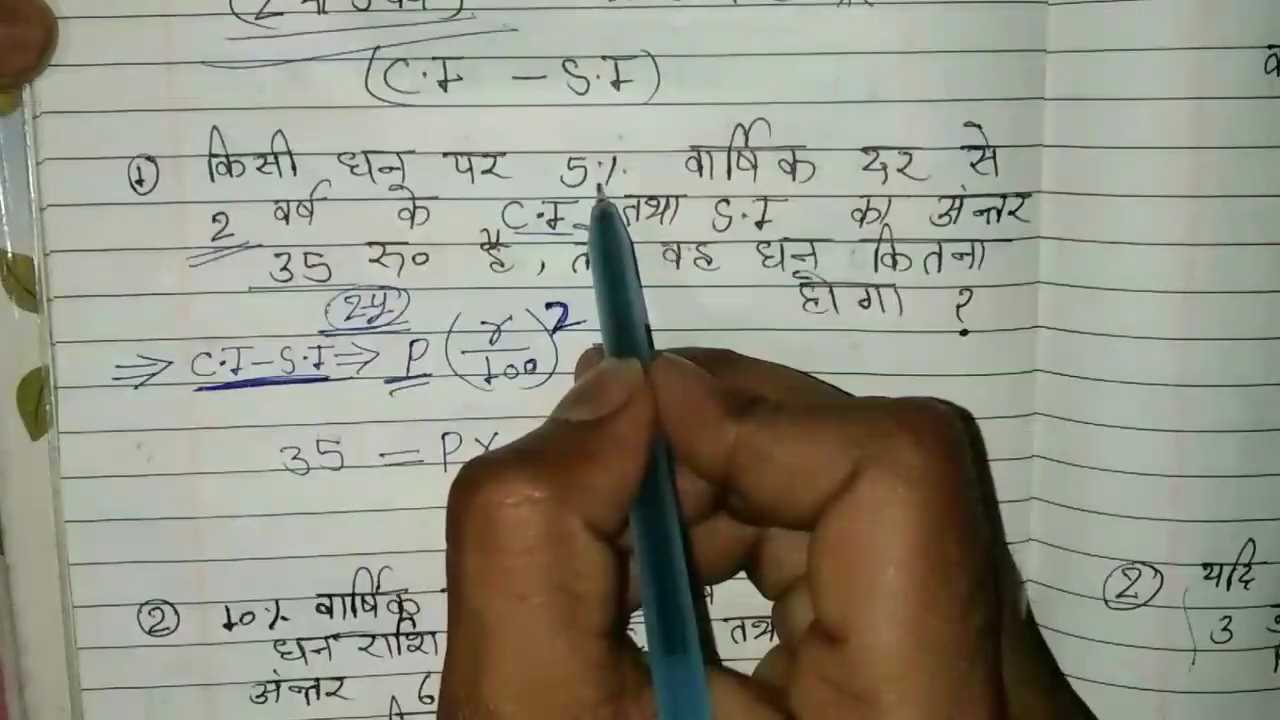 (C.I - S.I)
① किसी धन पर 5% वार्षिक दर से
2 वर्ष के C.I तथा S.I का अंन्तर
35 रु० है, वह धन कितना
होगा ?
(2y)
⇒ C.I-S.I ⇒ P(r/100)2
35 = P×
② 10% वार्षिक
धन राशि
अंन्तर 6
② यदि
3